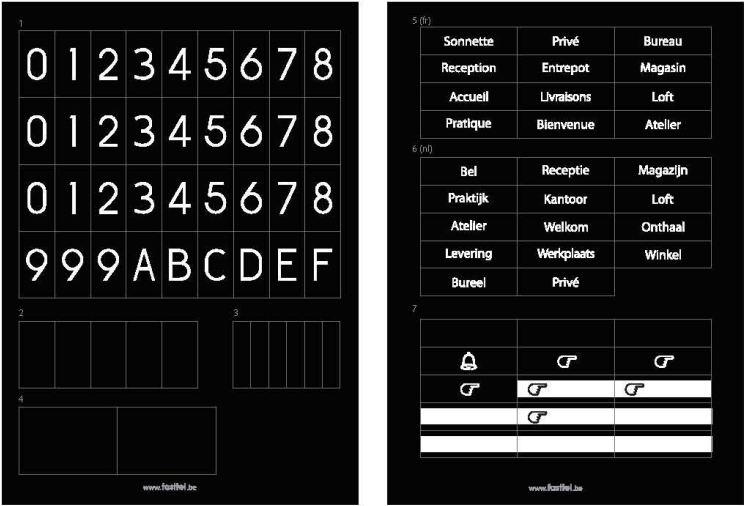 1
0 1 2 3 4 5 6 7 8
0 1 2 3 4 5 6 7 8
0 1 2 3 4 5 6 7 8
9 9 9 A B C D E F
2
3
4
www.fasttel.be
5 (fr)
Sonnette Privé Bureau
Reception Entrepot Magasin
Accueil Livraisons Loft
Pratique Bienvenue Atelier
6 (nl)
Bel Receptie Magazijn
Praktijk Kantoor Loft
Atelier Welkom Onthaal
Levering Werkplaats Winkel
Bureel Privé
7
www.fasttel.be